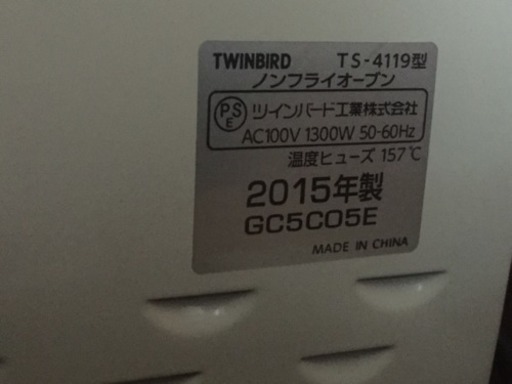 TWINBIRD TS-4119型
ノンフライオーブン
PSE ツインバード工業株式会社
AC100V 1300W 50-60Hz
温度ヒューズ 157℃
2015年製
GC5C05E
MADE IN CHINA